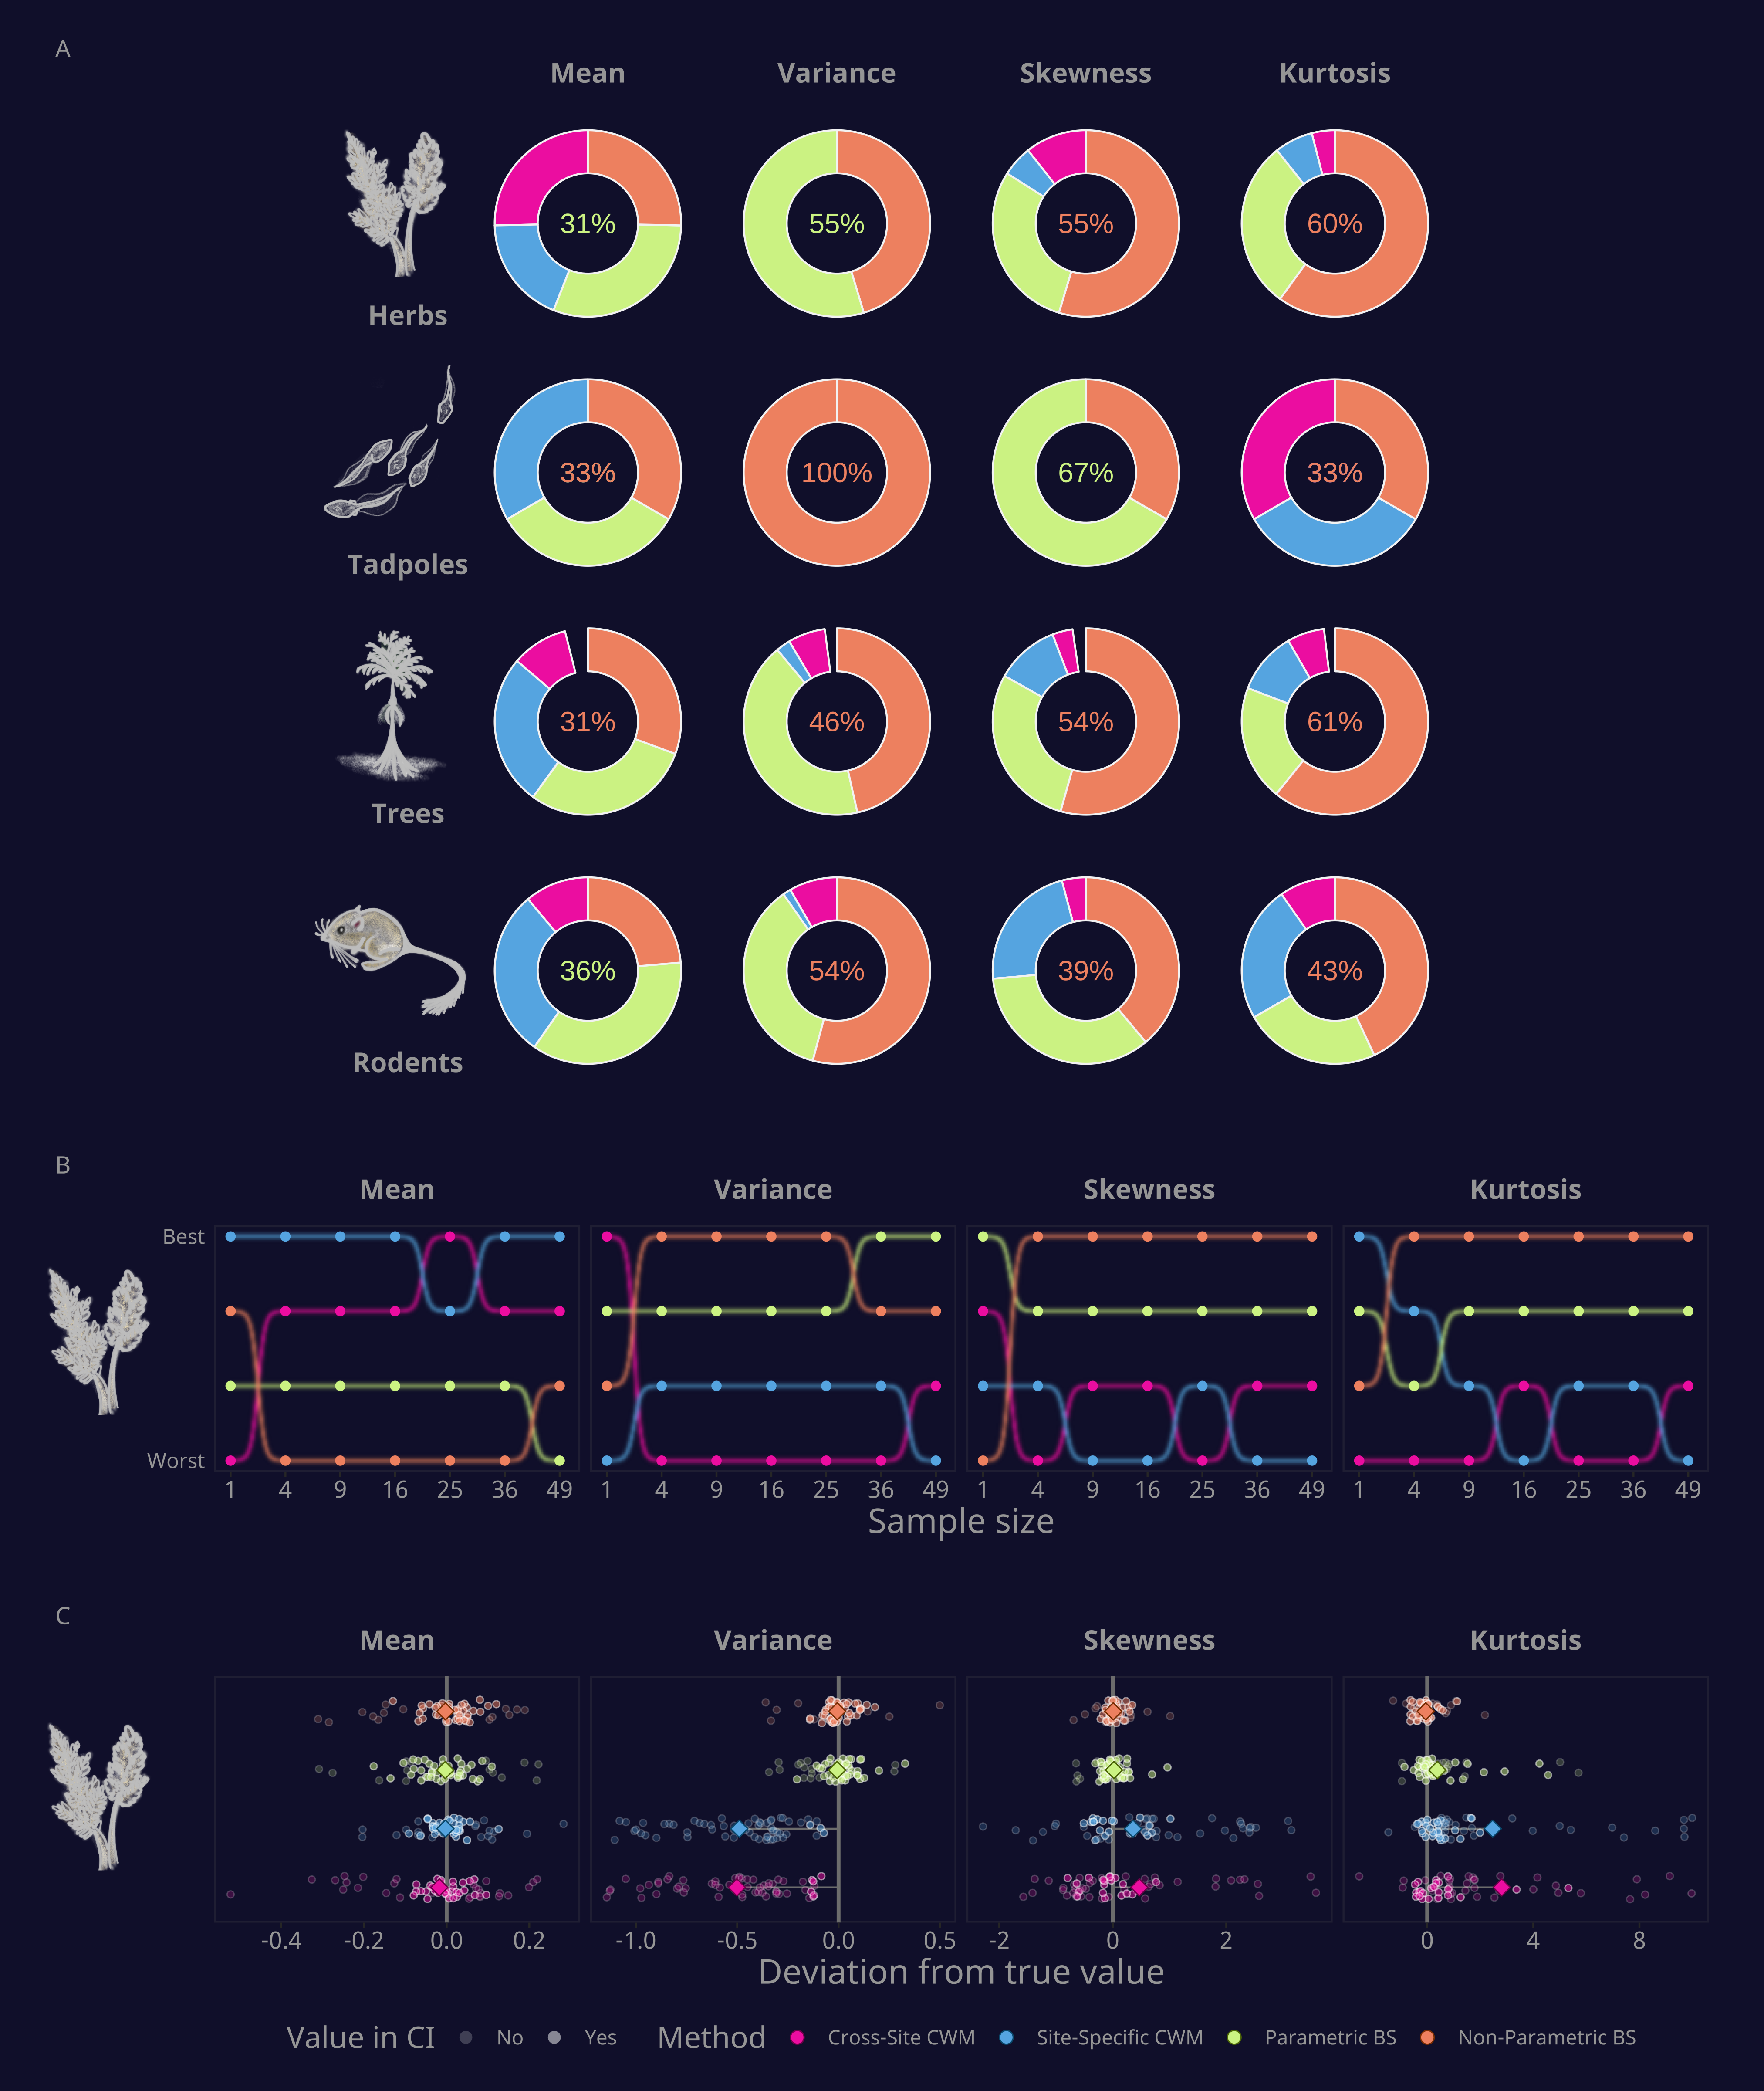 A
Mean Variance Skewness Kurtosis
31% 55% 55% 60%
Herbs
33% 100% 67% 33%
Tadpoles
31% 46% 54% 61%
Trees
36% 54% 39% 43%
Rodents
B
Mean Variance Skewness Kurtosis
Best
Worst
1 4 9 16 25 36 49 1 4 9 16 25 36 49 1 4 9 16 25 36 49 1 4 9 16 25 36 49
Sample size
C
Mean Variance Skewness Kurtosis
-0.4 -0.2 0.0 0.2 -1.0 -0.5 0.0 0.5 -2 0 2 0 4 8
Deviation from true value
Value in CI No Yes Method Cross-Site CWM Site-Specific CWM Parametric BS Non-Parametric BS